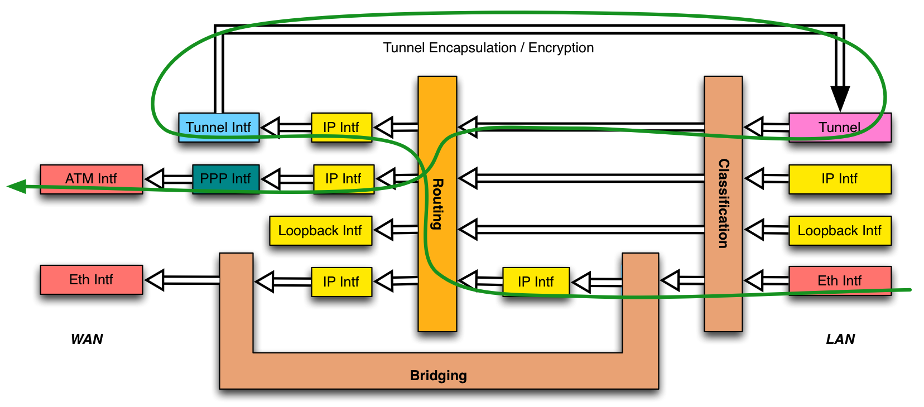 Tunnel Encapsulation / Encryption
Tunnel Intf
IP Intf
Tunnel
ATM Intf
PPP Intf
IP Intf
Routing
Classification
IP Intf
Loopback Intf
Loopback Intf
Eth Intf
IP Intf
IP Intf
Eth Intf
WAN
LAN
Bridging